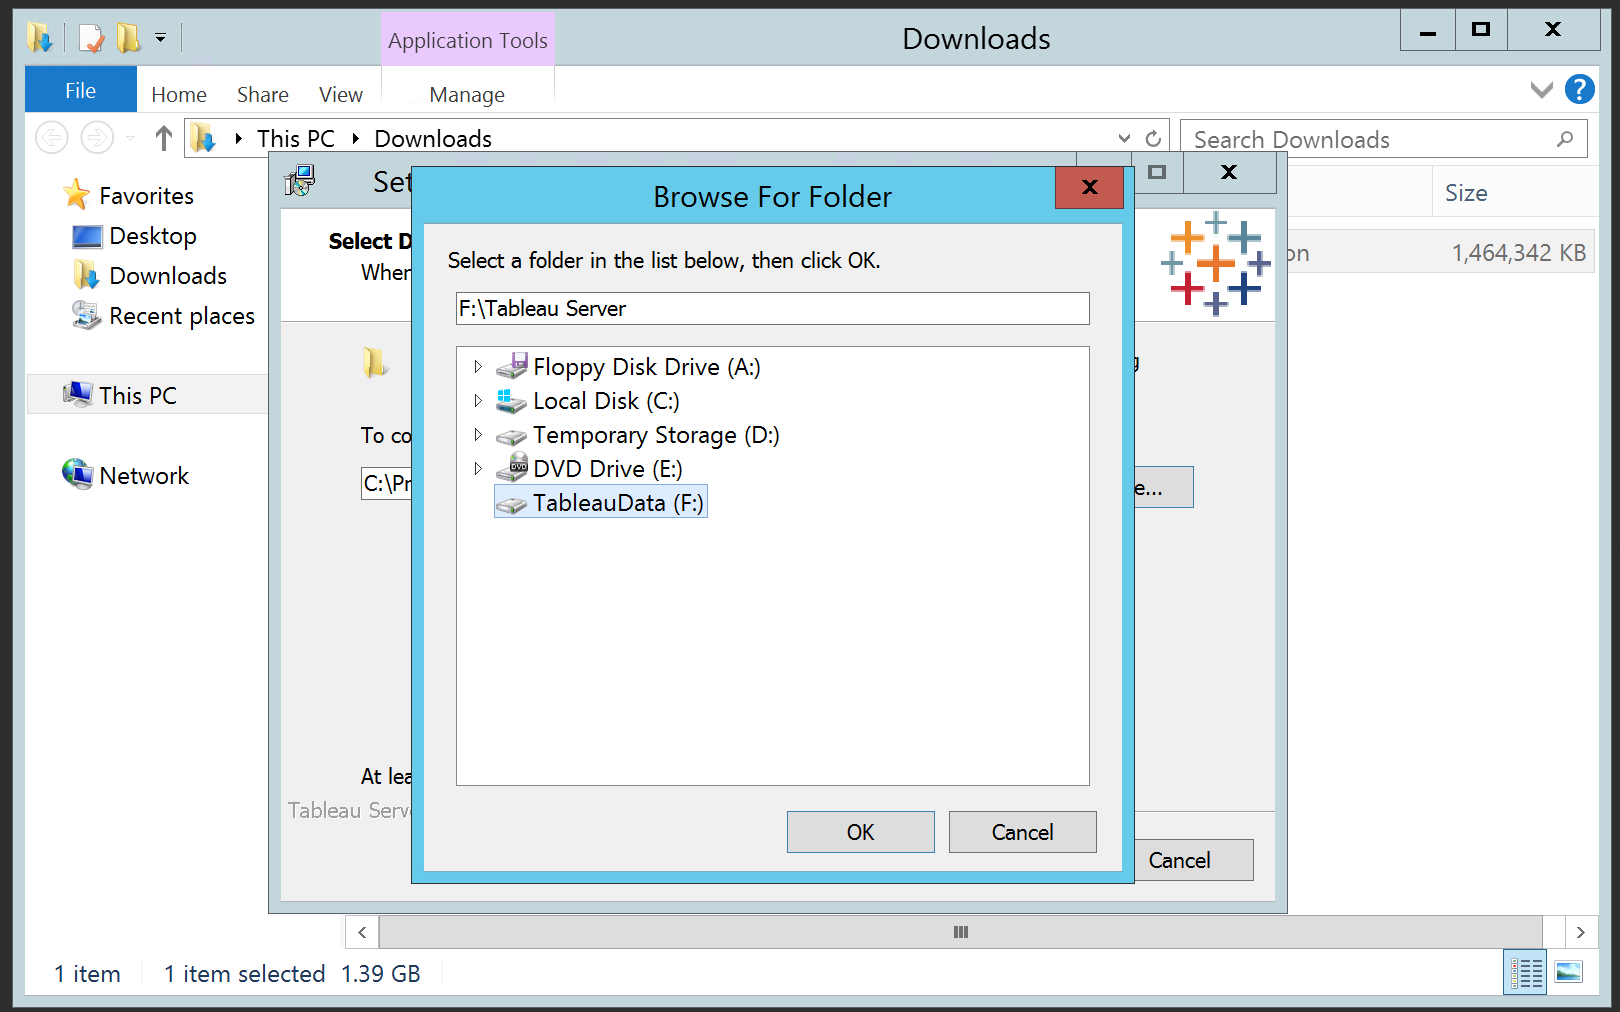 Application Tools
Downloads
File
Home
Share
View
Manage
This PC
Downloads
Search Downloads
Favorites
Desktop
Downloads
Recent places
This PC
Network
Size
1,464,342 KB
Set
Select D
When
To co
C:\Pr
e...
At lea
Tableau Serv
Cancel
Browse For Folder
Select a folder in the list below, then click OK.
F:\Tableau Server
Floppy Disk Drive (A:)
Local Disk (C:)
Temporary Storage (D:)
DVD Drive (E:)
TableauData (F:)
OK
Cancel
1 item
1 item selected 1.39 GB